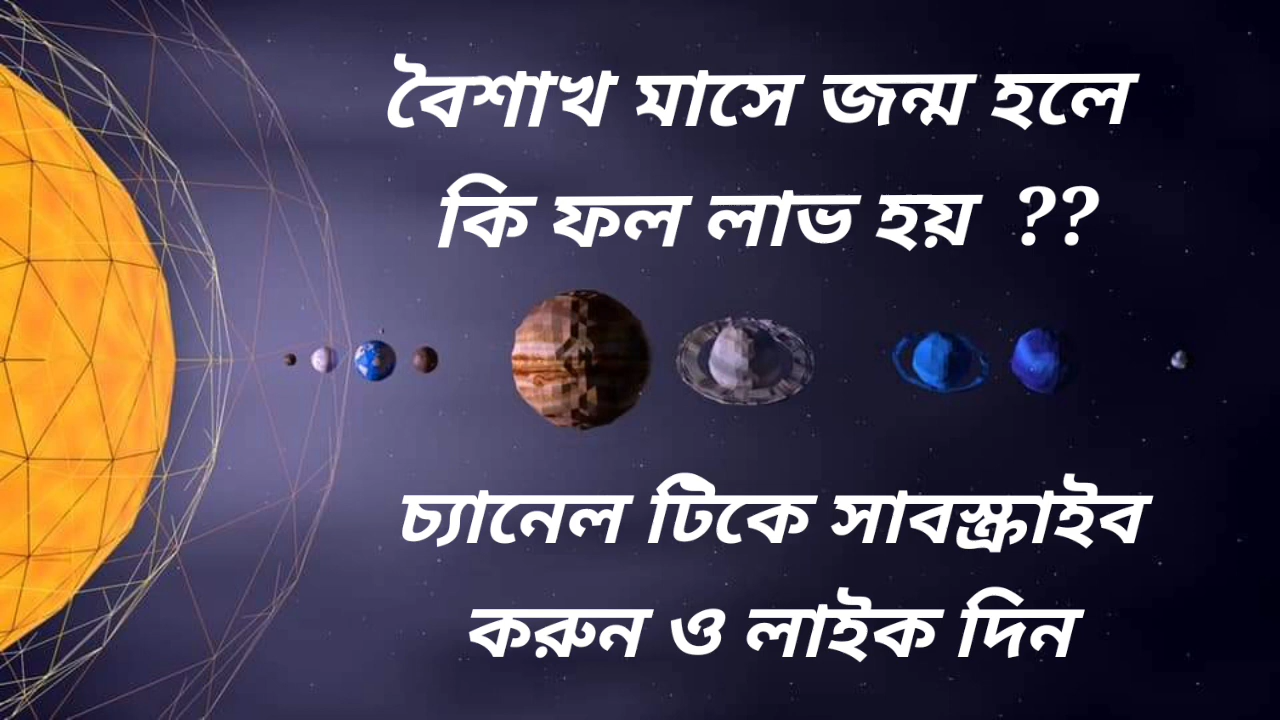 বৈশাখ মাসে জন্ম হলে
কি ফল লাভ হয় ??
চ্যানেল টিকে সাবস্ক্রাইব
করুন ও লাইক দিন